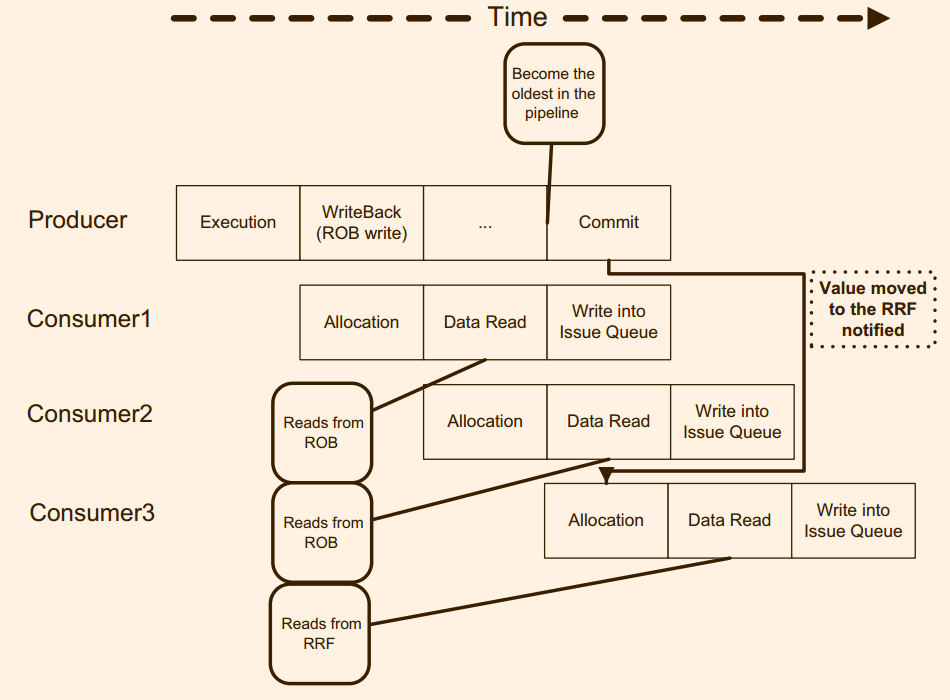 Time
Become the
oldest in the
pipeline
Producer
Execution
WriteBack
(ROB write)
...
Commit
Value moved
to the RRF
notified
Consumer1
Allocation
Data Read
Write into
Issue Queue
Consumer2
Reads from
ROB
Allocation
Data Read
Write into
Issue Queue
Consumer3
Reads from
ROB
Allocation
Data Read
Write into
Issue Queue
Reads from
RRF